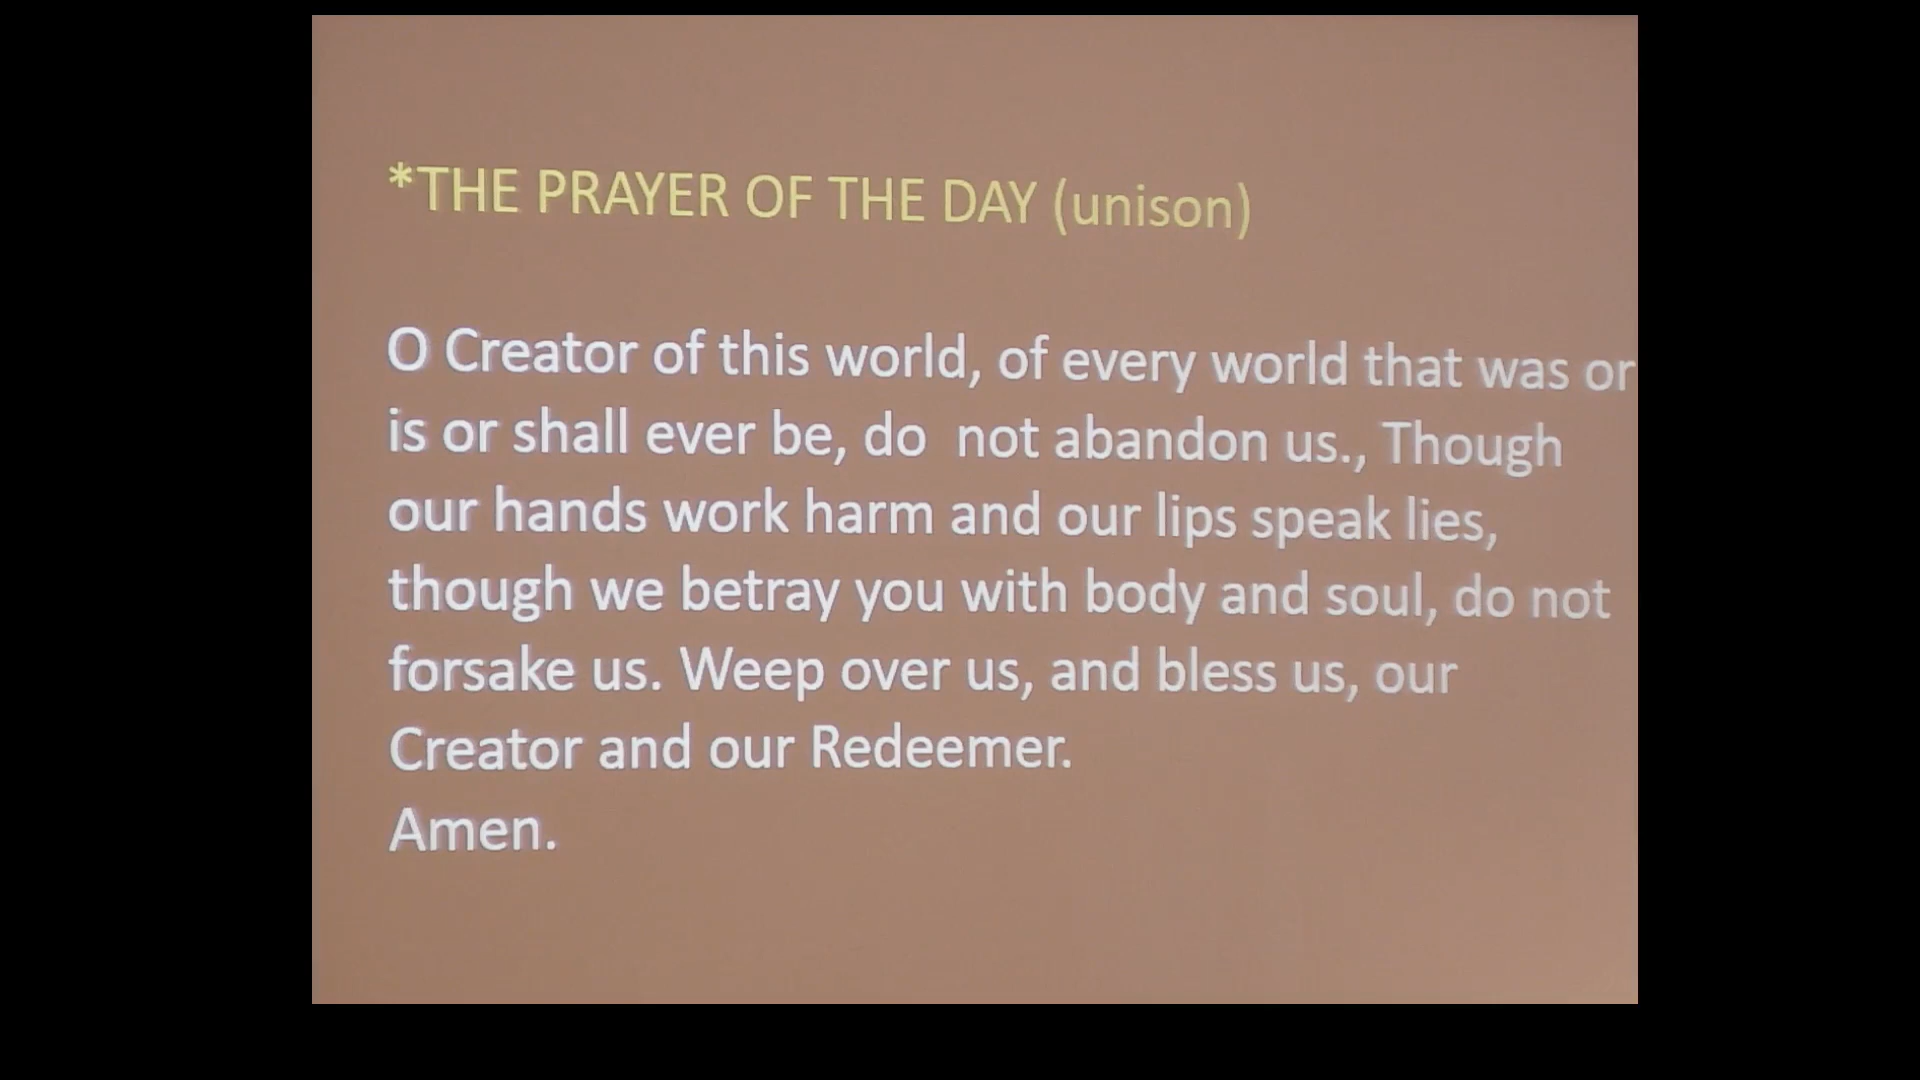 *THE PRAYER OF THE DAY (unison)
O Creator of this world, of every world that was or
is or shall ever be, do  not abandon us., Though
our hands work harm and our lips speak lies,
though we betray you with body and soul, do not
forsake us. Weep over us, and bless us, our
Creator and our Redeemer.
Amen.